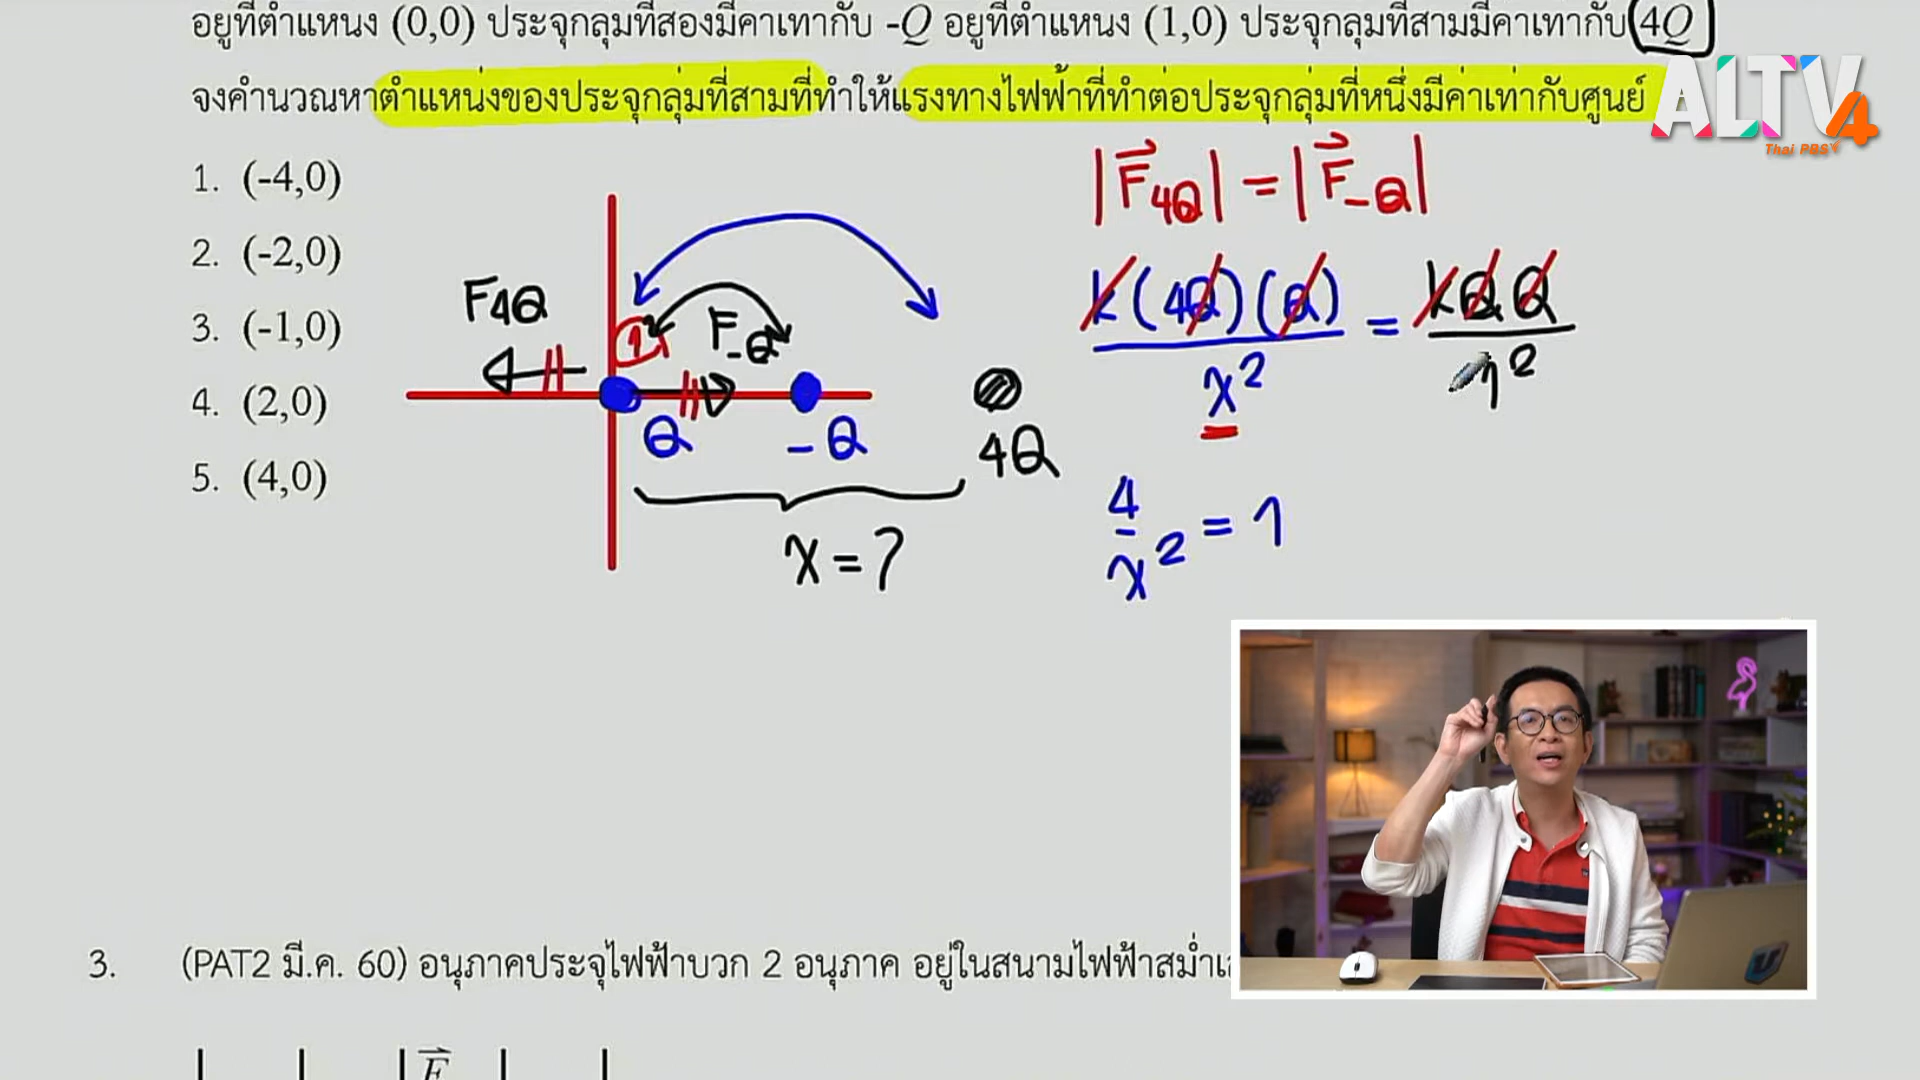 อยู่ที่ตำแหน่ง (0,0) ประจุกลุ่มที่สองมีค่าเท่ากับ -Q อยู่ที่ตำแหน่ง (1,0) ประจุกลุ่มที่สามมีค่าเท่ากับ 4Q
จงคำนวณหาตำแหน่งของประจุกลุ่มที่สามที่ทำให้แรงทางไฟฟ้าที่ทำต่อประจุกลุ่มที่หนึ่งมีค่าเท่ากับศูนย์
ALTV 4
Thai PBS
1. (-4,0)
2. (-2,0)
3. (-1,0)
4. (2,0)
5. (4,0)
F4Q
1
F-Q
Q
-Q
4Q
x = ?
|F4Q| = |F-Q|
k(4Q)(Q) = kQQ
x² 1²
4
x² = 1
3. (PAT2 มี.ค. 60) อนุภาคประจุไฟฟ้าบวก 2 อนุภาค อยู่ในสนามไฟฟ้าสม่ำเ